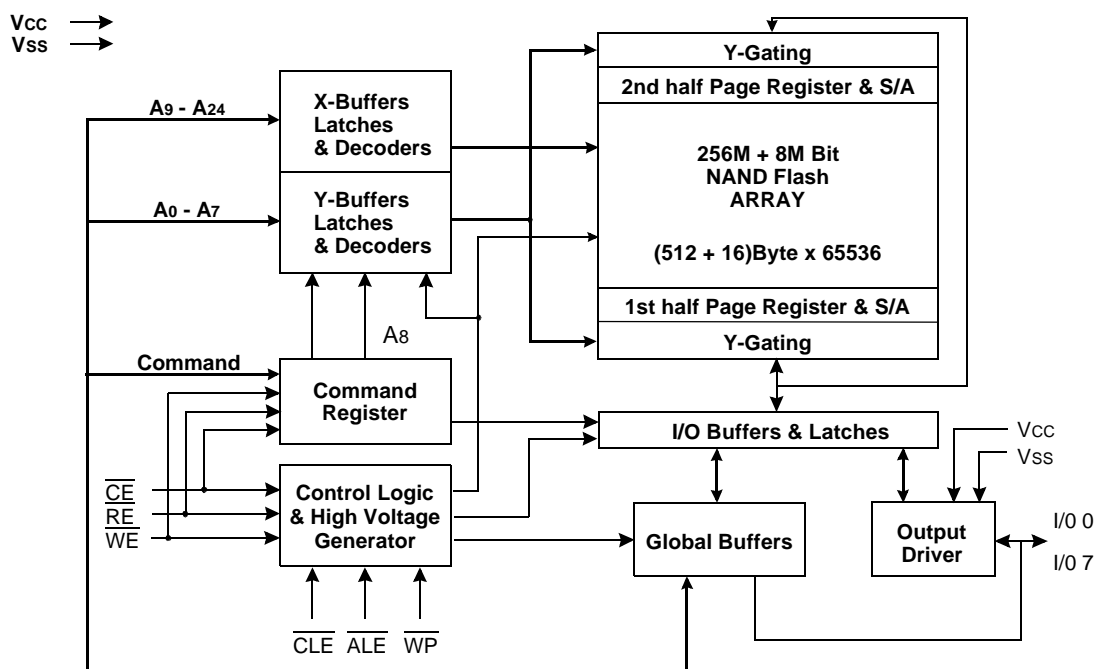 VCC
VSS
A9 - A24
X-Buffers
Latches
& Decoders
A0 - A7
Y-Buffers
Latches
& Decoders
Y-Gating
2nd half Page Register & S/A
256M + 8M Bit
NAND Flash
ARRAY
(512 + 16)Byte x 65536
1st half Page Register & S/A
Y-Gating
A8
Command
Command
Register
I/O Buffers & Latches
VCC
VSS
CE
RE
WE
Control Logic
& High Voltage
Generator
Global Buffers
Output
Driver
I/0 0
I/0 7
CLE
ALE
WP